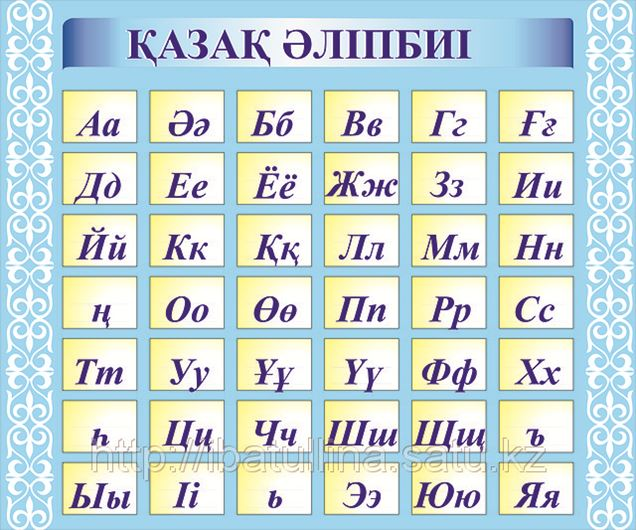 ҚАЗАҚ ӘЛІПБИІ
Аа Әә Бб Вв Гг Ғғ
Дд Ее Ёё Жж Зз Ии
Йй Кк Ққ Лл Мм Нн
ң Оо Өө Пп Рр Сс
Тт Уу Ұұ Үү Фф Хх
һ Цц Чч Шш Щщ ъ
http://ibatullina.satu.kz
Ыы Іі ь Ээ Юю Яя